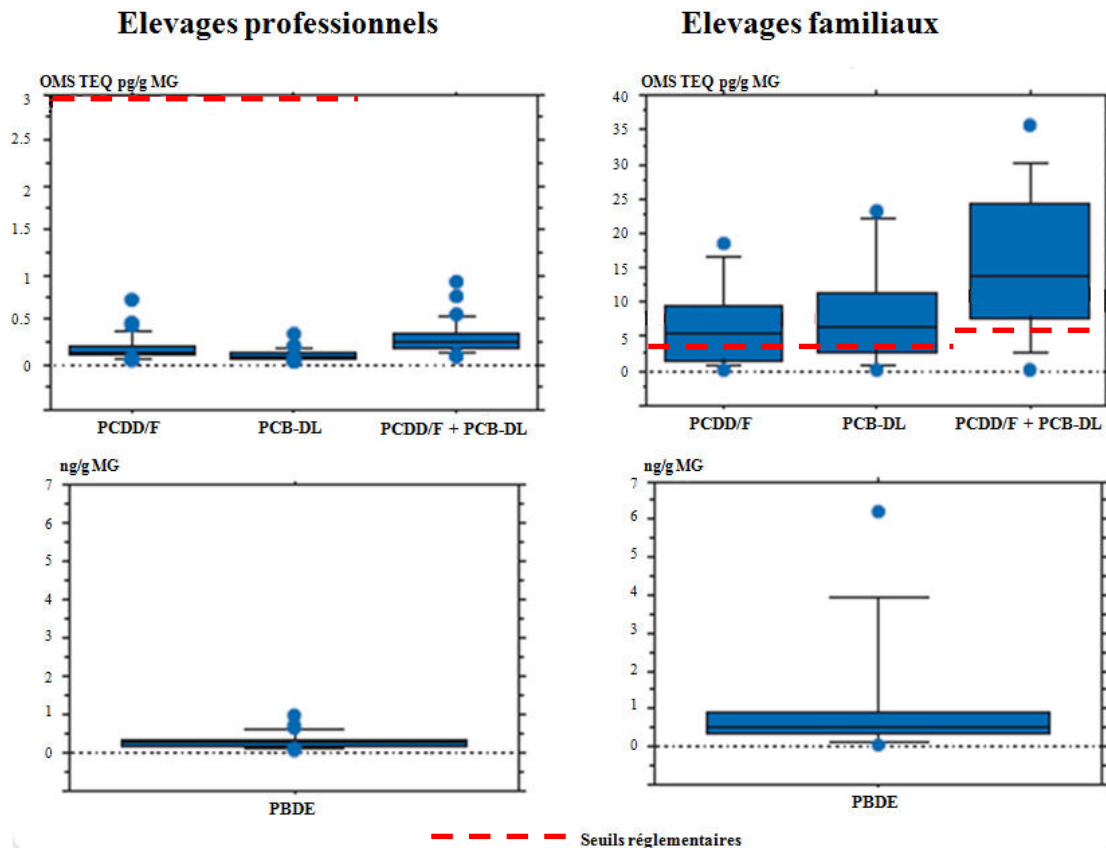 Elevages professionnels
Elevages familiaux
OMS TEQ pg/g MG
3
2.5
2
1.5
1
0.5
0
PCDD/F
PCB-DL
PCDD/F + PCB-DL
OMS TEQ pg/g MG
40
35
30
25
20
15
10
5
0
PCDD/F
PCB-DL
PCDD/F + PCB-DL
ng/g MG
7
6
5
4
3
2
1
0
PBDE
ng/g MG
7
6
5
4
3
2
1
0
PBDE
Seuils réglementaires